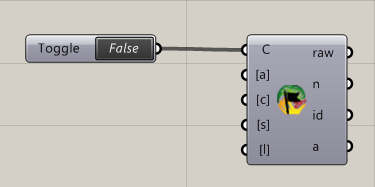 Toggle False
C
[a]
[c]
[s]
[l]
raw
n
id
a